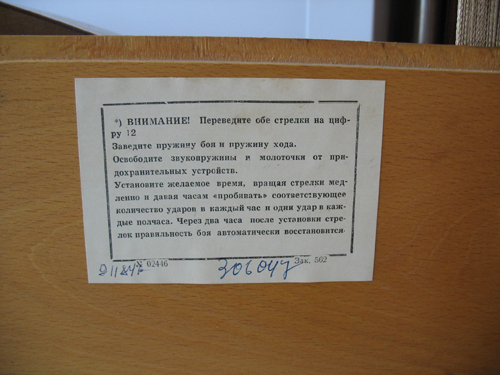 *) ВНИМАНИЕ! Переведите обе стрелки на циф-
ру 12
Заведите пружину боя и пружину хода.
Освободите звукопружины и молоточки от при-
дохранительных устройств.
Установите желаемое время, вращая стрелки мед-
ленно и давая часам «пробивать» соответствующее
количество ударов в каждый час и один удар в каж-
дые полчаса. Через два часа после установки стре-
лок правильность боя автоматически восстановится
№ 02446 Зак. 562